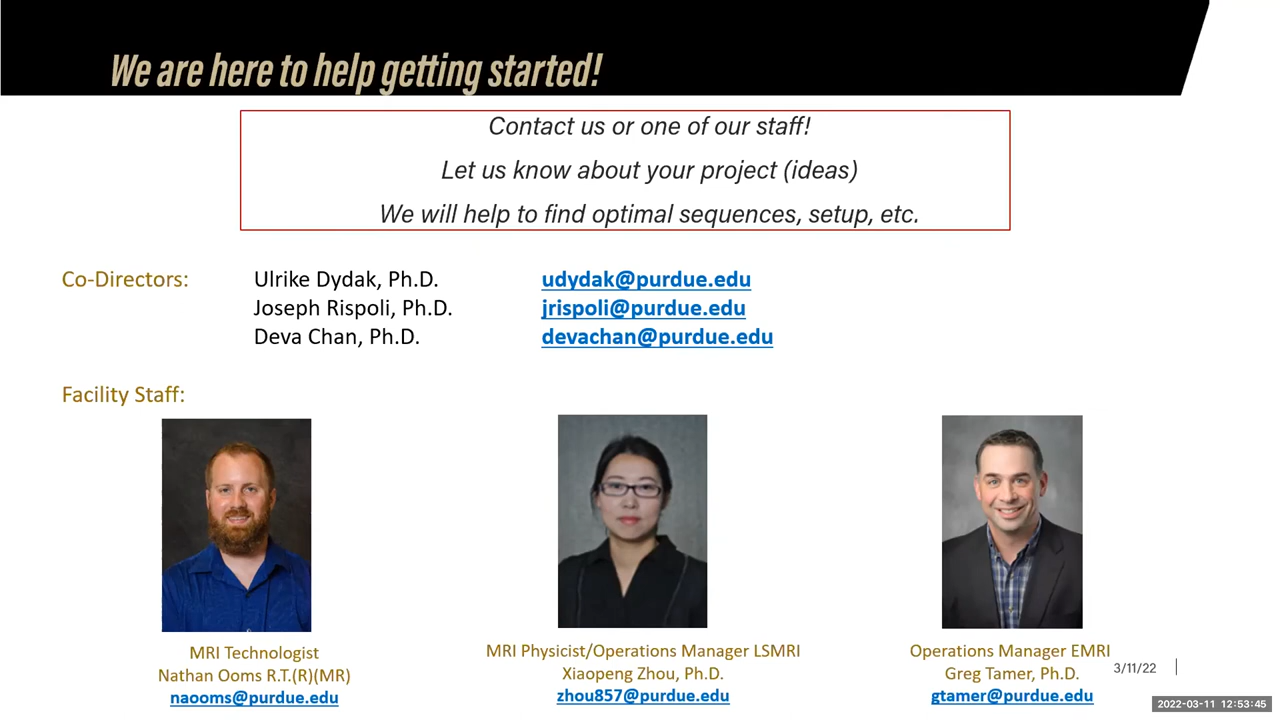 We are here to help getting started!
Contact us or one of our staff!
Let us know about your project (ideas)
We will help to find optimal sequences, setup, etc.
Co-Directors: Ulrike Dydak, Ph.D. udydak@purdue.edu
Joseph Rispoli, Ph.D. jrispoli@purdue.edu
Deva Chan, Ph.D. devachan@purdue.edu
Facility Staff:
MRI Technologist
Nathan Ooms R.T.(R)(MR)
naooms@purdue.edu
MRI Physicist/Operations Manager LSMRI
Xiaopeng Zhou, Ph.D.
zhou857@purdue.edu
Operations Manager EMRI
Greg Tamer, Ph.D.
gtamer@purdue.edu
3/11/22
2022-03-11 12:53:45